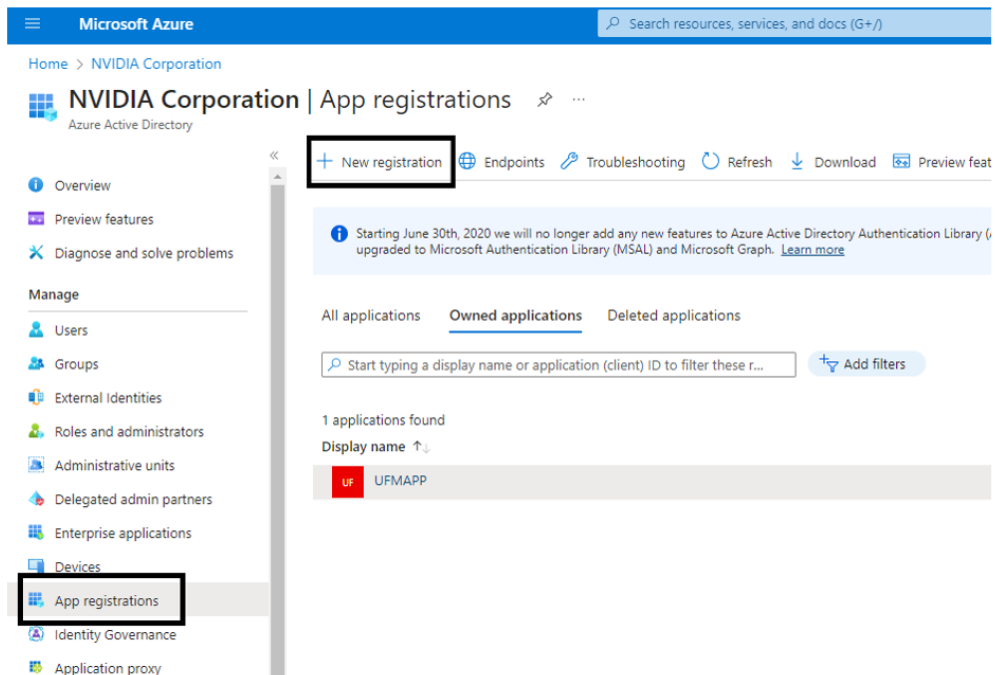 Microsoft Azure
Search resources, services, and docs (G+/)
Home > NVIDIA Corporation
NVIDIA Corporation | App registrations
Azure Active Directory
New registration
Endpoints
Troubleshooting
Refresh
Download
Preview feat
Overview
Preview features
Diagnose and solve problems
Manage
Users
Groups
External Identities
Roles and administrators
Administrative units
Delegated admin partners
Enterprise applications
Devices
App registrations
Identity Governance
Application proxy
Starting June 30th, 2020 we will no longer add any new features to Azure Active Directory Authentication Library (
upgraded to Microsoft Authentication Library (MSAL) and Microsoft Graph. Learn more
All applications
Owned applications
Deleted applications
Start typing a display name or application (client) ID to filter these r...
Add filters
1 applications found
Display name
UF
UFMAPP